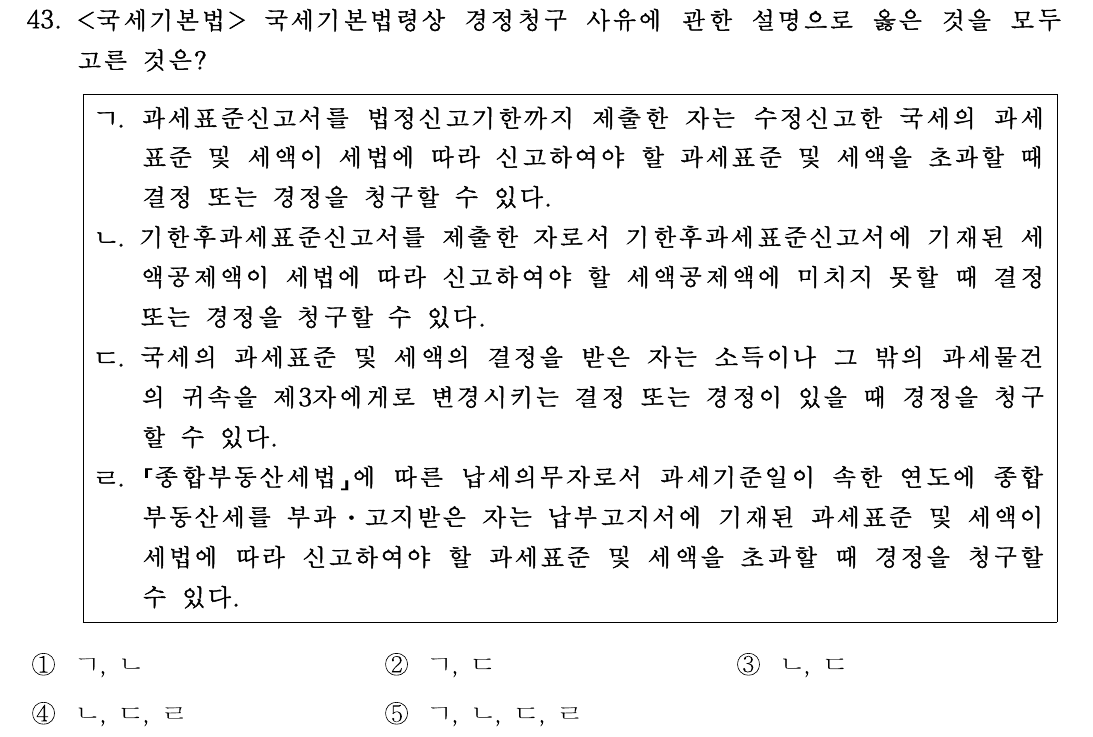 43. <국세기본법> 국세기본법령상 경정청구 사유에 관한 설명으로 옳은 것을 모두
고른 것은?
ㄱ. 과세표준신고서를 법정신고기한까지 제출한 자는 수정신고한 국세의 과세
표준 및 세액이 세법에 따라 신고하여야 할 과세표준 및 세액을 초과할 때
결정 또는 경정을 청구할 수 있다.
ㄴ. 기한후과세표준신고서를 제출한 자로서 기한후과세표준신고서에 기재된 세
액공제액이 세법에 따라 신고하여야 할 세액공제액에 미치지 못할 때 결정
또는 경정을 청구할 수 있다.
ㄷ. 국세의 과세표준 및 세액의 결정을 받은 자는 소득이나 그 밖의 과세물건
의 귀속을 제3자에게로 변경시키는 결정 또는 경정이 있을 때 경정을 청구
할 수 있다.
ㄹ. 「종합부동산세법」에 따른 납세의무자로서 과세기준일이 속한 연도에 종합
부동산세를 부과・고지받은 자는 납부고지서에 기재된 과세표준 및 세액이
세법에 따라 신고하여야 할 과세표준 및 세액을 초과할 때 경정을 청구할
수 있다.
① ㄱ, ㄴ ② ㄱ, ㄷ ③ ㄴ, ㄷ
④ ㄴ, ㄷ, ㄹ ⑤ ㄱ, ㄴ, ㄷ, ㄹ